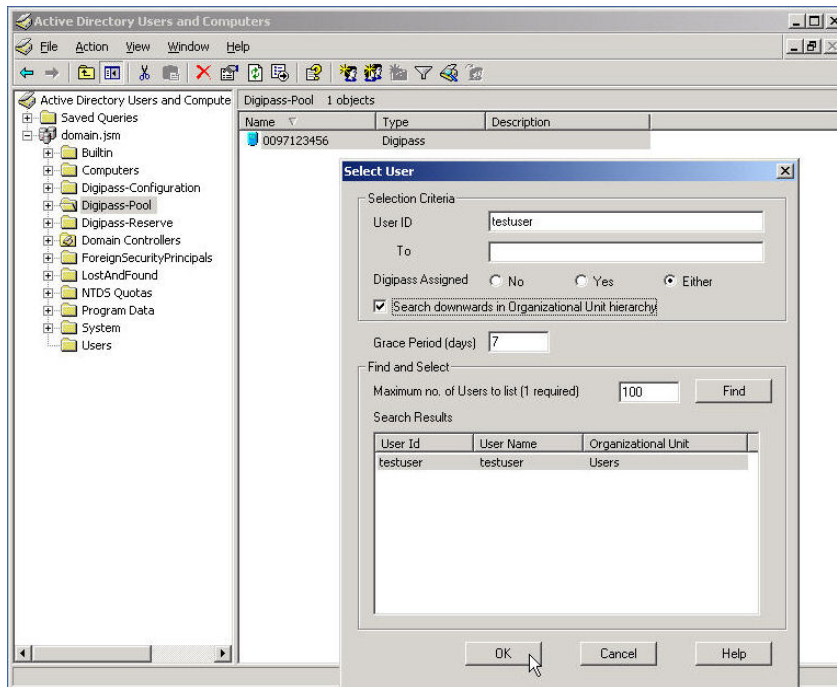 Active Directory Users and Computers
File Action View Window Help
Active Directory Users and Compute
Saved Queries
domain.jsm
Builtin
Computers
Digipass-Configuration
Digipass-Pool
Digipass-Reserve
Domain Controllers
ForeignSecurityPrincipals
LostAndFound
NTDS Quotas
Program Data
System
Users
Digipass-Pool 1 objects
Name Type Description
0097123456 Digipass
Select User
Selection Criteria
User ID testuser
To
Digipass Assigned No Yes Either
Search downwards in Organizational Unit hierarchy
Grace Period (days) 7
Find and Select
Maximum no. of Users to list (1 required) 100 Find
Search Results
User Id User Name Organizational Unit
testuser testuser Users
OK Cancel Help